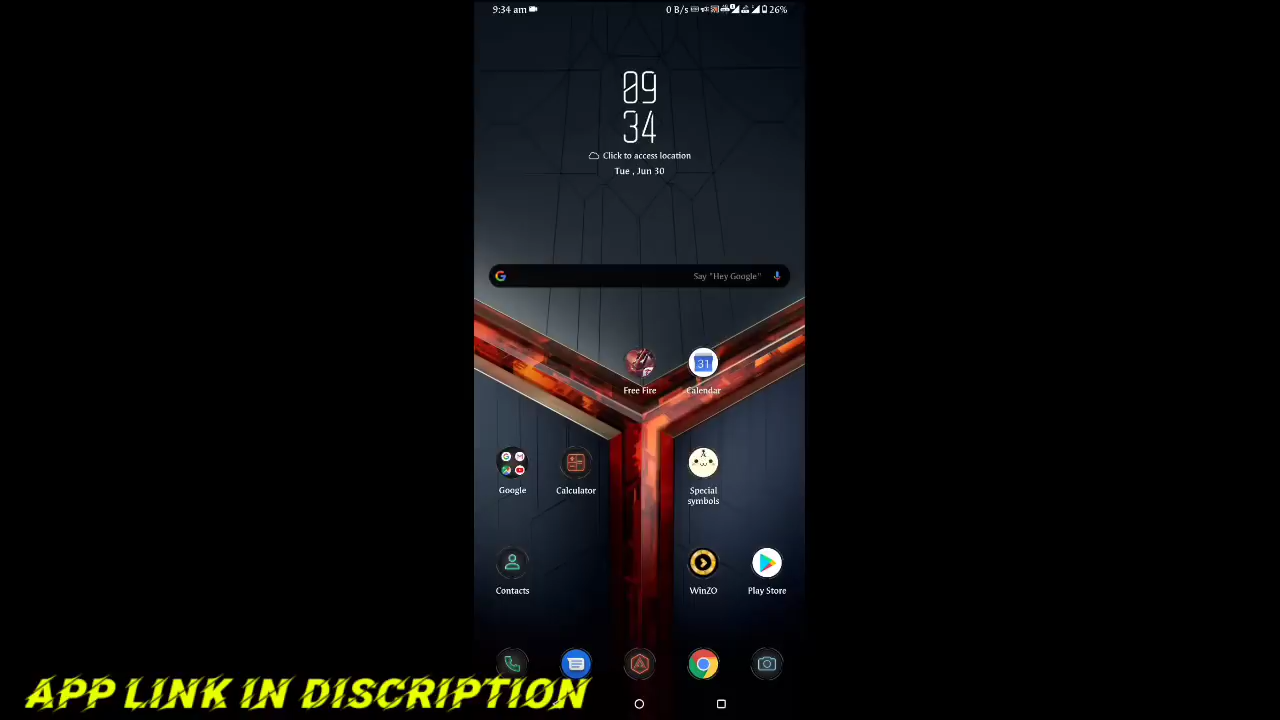 9:34 am
0 B/s
26%
09
34
Click to access location
Tue , Jun 30
Say "Hey Google"
31
Free Fire
Calendar
Google
Calculator
Special
symbols
Contacts
WinZO
Play Store
APP LINK IN DISCRIPTION